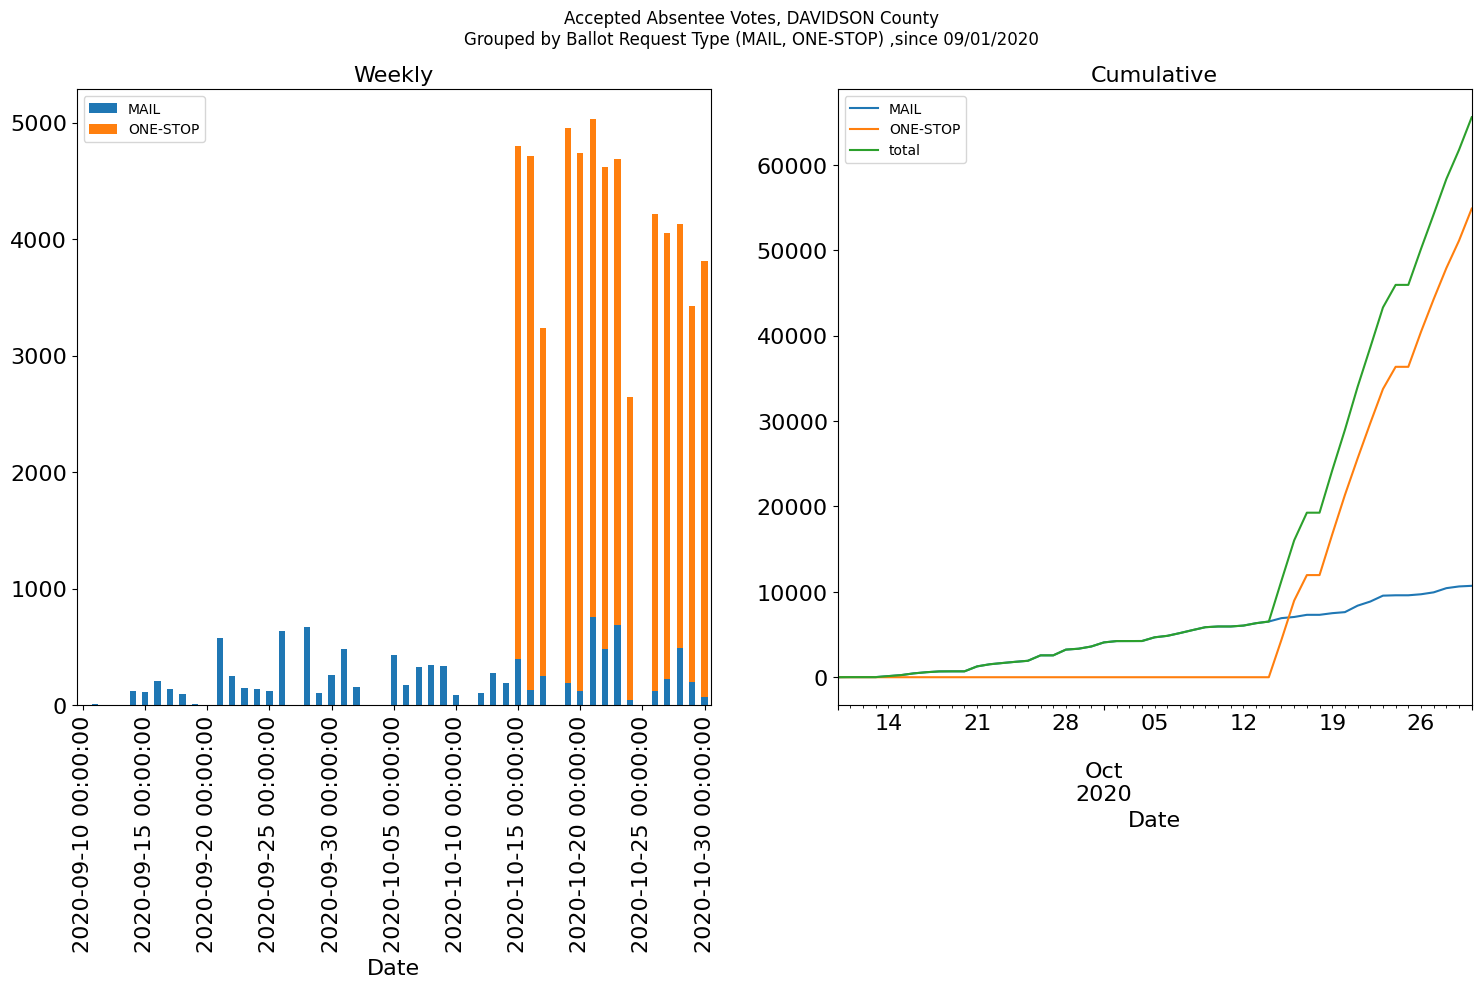 Accepted Absentee Votes, DAVIDSON County
Grouped by Ballot Request Type (MAIL, ONE-STOP) ,since 09/01/2020
Weekly
MAIL
ONE-STOP
5000
4000
3000
2000
1000
0
2020-09-10 00:00:00
2020-09-15 00:00:00
2020-09-20 00:00:00
2020-09-25 00:00:00
2020-09-30 00:00:00
2020-10-05 00:00:00
2020-10-10 00:00:00
2020-10-15 00:00:00
2020-10-20 00:00:00
2020-10-25 00:00:00
2020-10-30 00:00:00
Date
Cumulative
MAIL
ONE-STOP
total
60000
50000
40000
30000
20000
10000
0
14 21 28 05 12 19 26
Oct
2020
Date